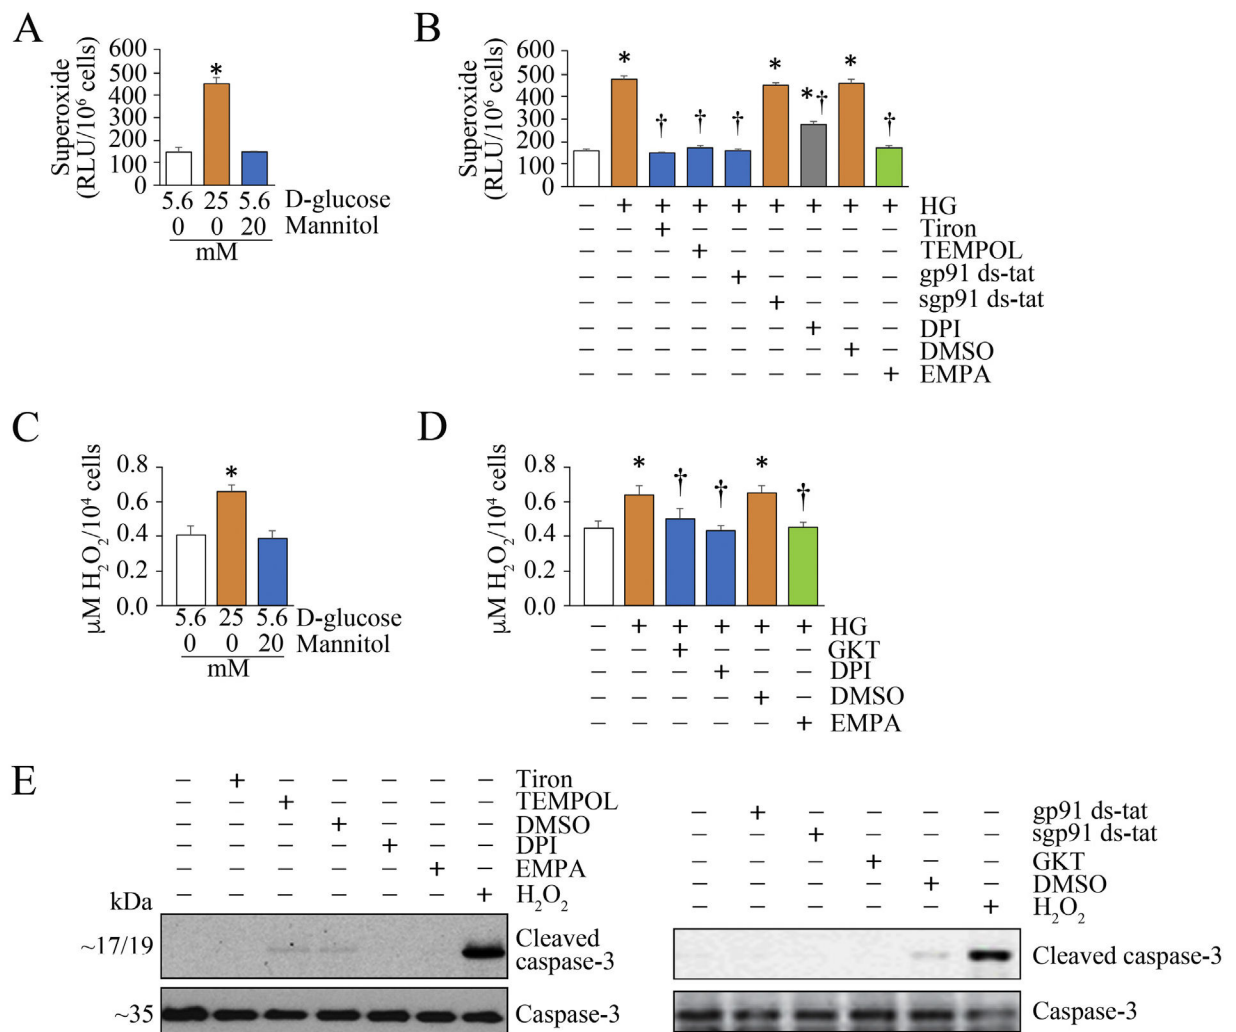 A
Superoxide
(RLU/10⁶ cells)
600
500
400
300
200
100
0
*
5.6 25 5.6 D-glucose
0 0 20 Mannitol
mM
B
Superoxide
(RLU/10⁶ cells)
600
500
400
300
200
100
0
* † † † * *† * †
− + + + + + + + + HG
− − + − − − − − − Tiron
− − − + − − − − − TEMPOL
− − − − + − − − − gp91 ds-tat
− − − − − + − − − sgp91 ds-tat
− − − − − − + − − DPI
− − − − − − − + − DMSO
− − − − − − − − + EMPA
C
µM H₂O₂/10⁴ cells
0.8
0.6
0.4
0.2
0.0
*
5.6 25 5.6 D-glucose
0 0 20 Mannitol
mM
D
µM H₂O₂/10⁴ cells
0.8
0.6
0.4
0.2
0.0
* † † * †
− + + + + + HG
− − + − − − GKT
− − − + − − DPI
− − − − + − DMSO
− − − − − + EMPA
E
− + − − − − − Tiron
− − + − − − − TEMPOL
− − − + − − − DMSO
− − − − + − − DPI
− − − − − + − EMPA
− − − − − − + H₂O₂
kDa
~17/19
Cleaved
caspase-3
~35 Caspase-3
− + − − − − gp91 ds-tat
− − + − − − sgp91 ds-tat
− − − + − − GKT
− − − − + − DMSO
− − − − − + H₂O₂
Cleaved caspase-3
Caspase-3